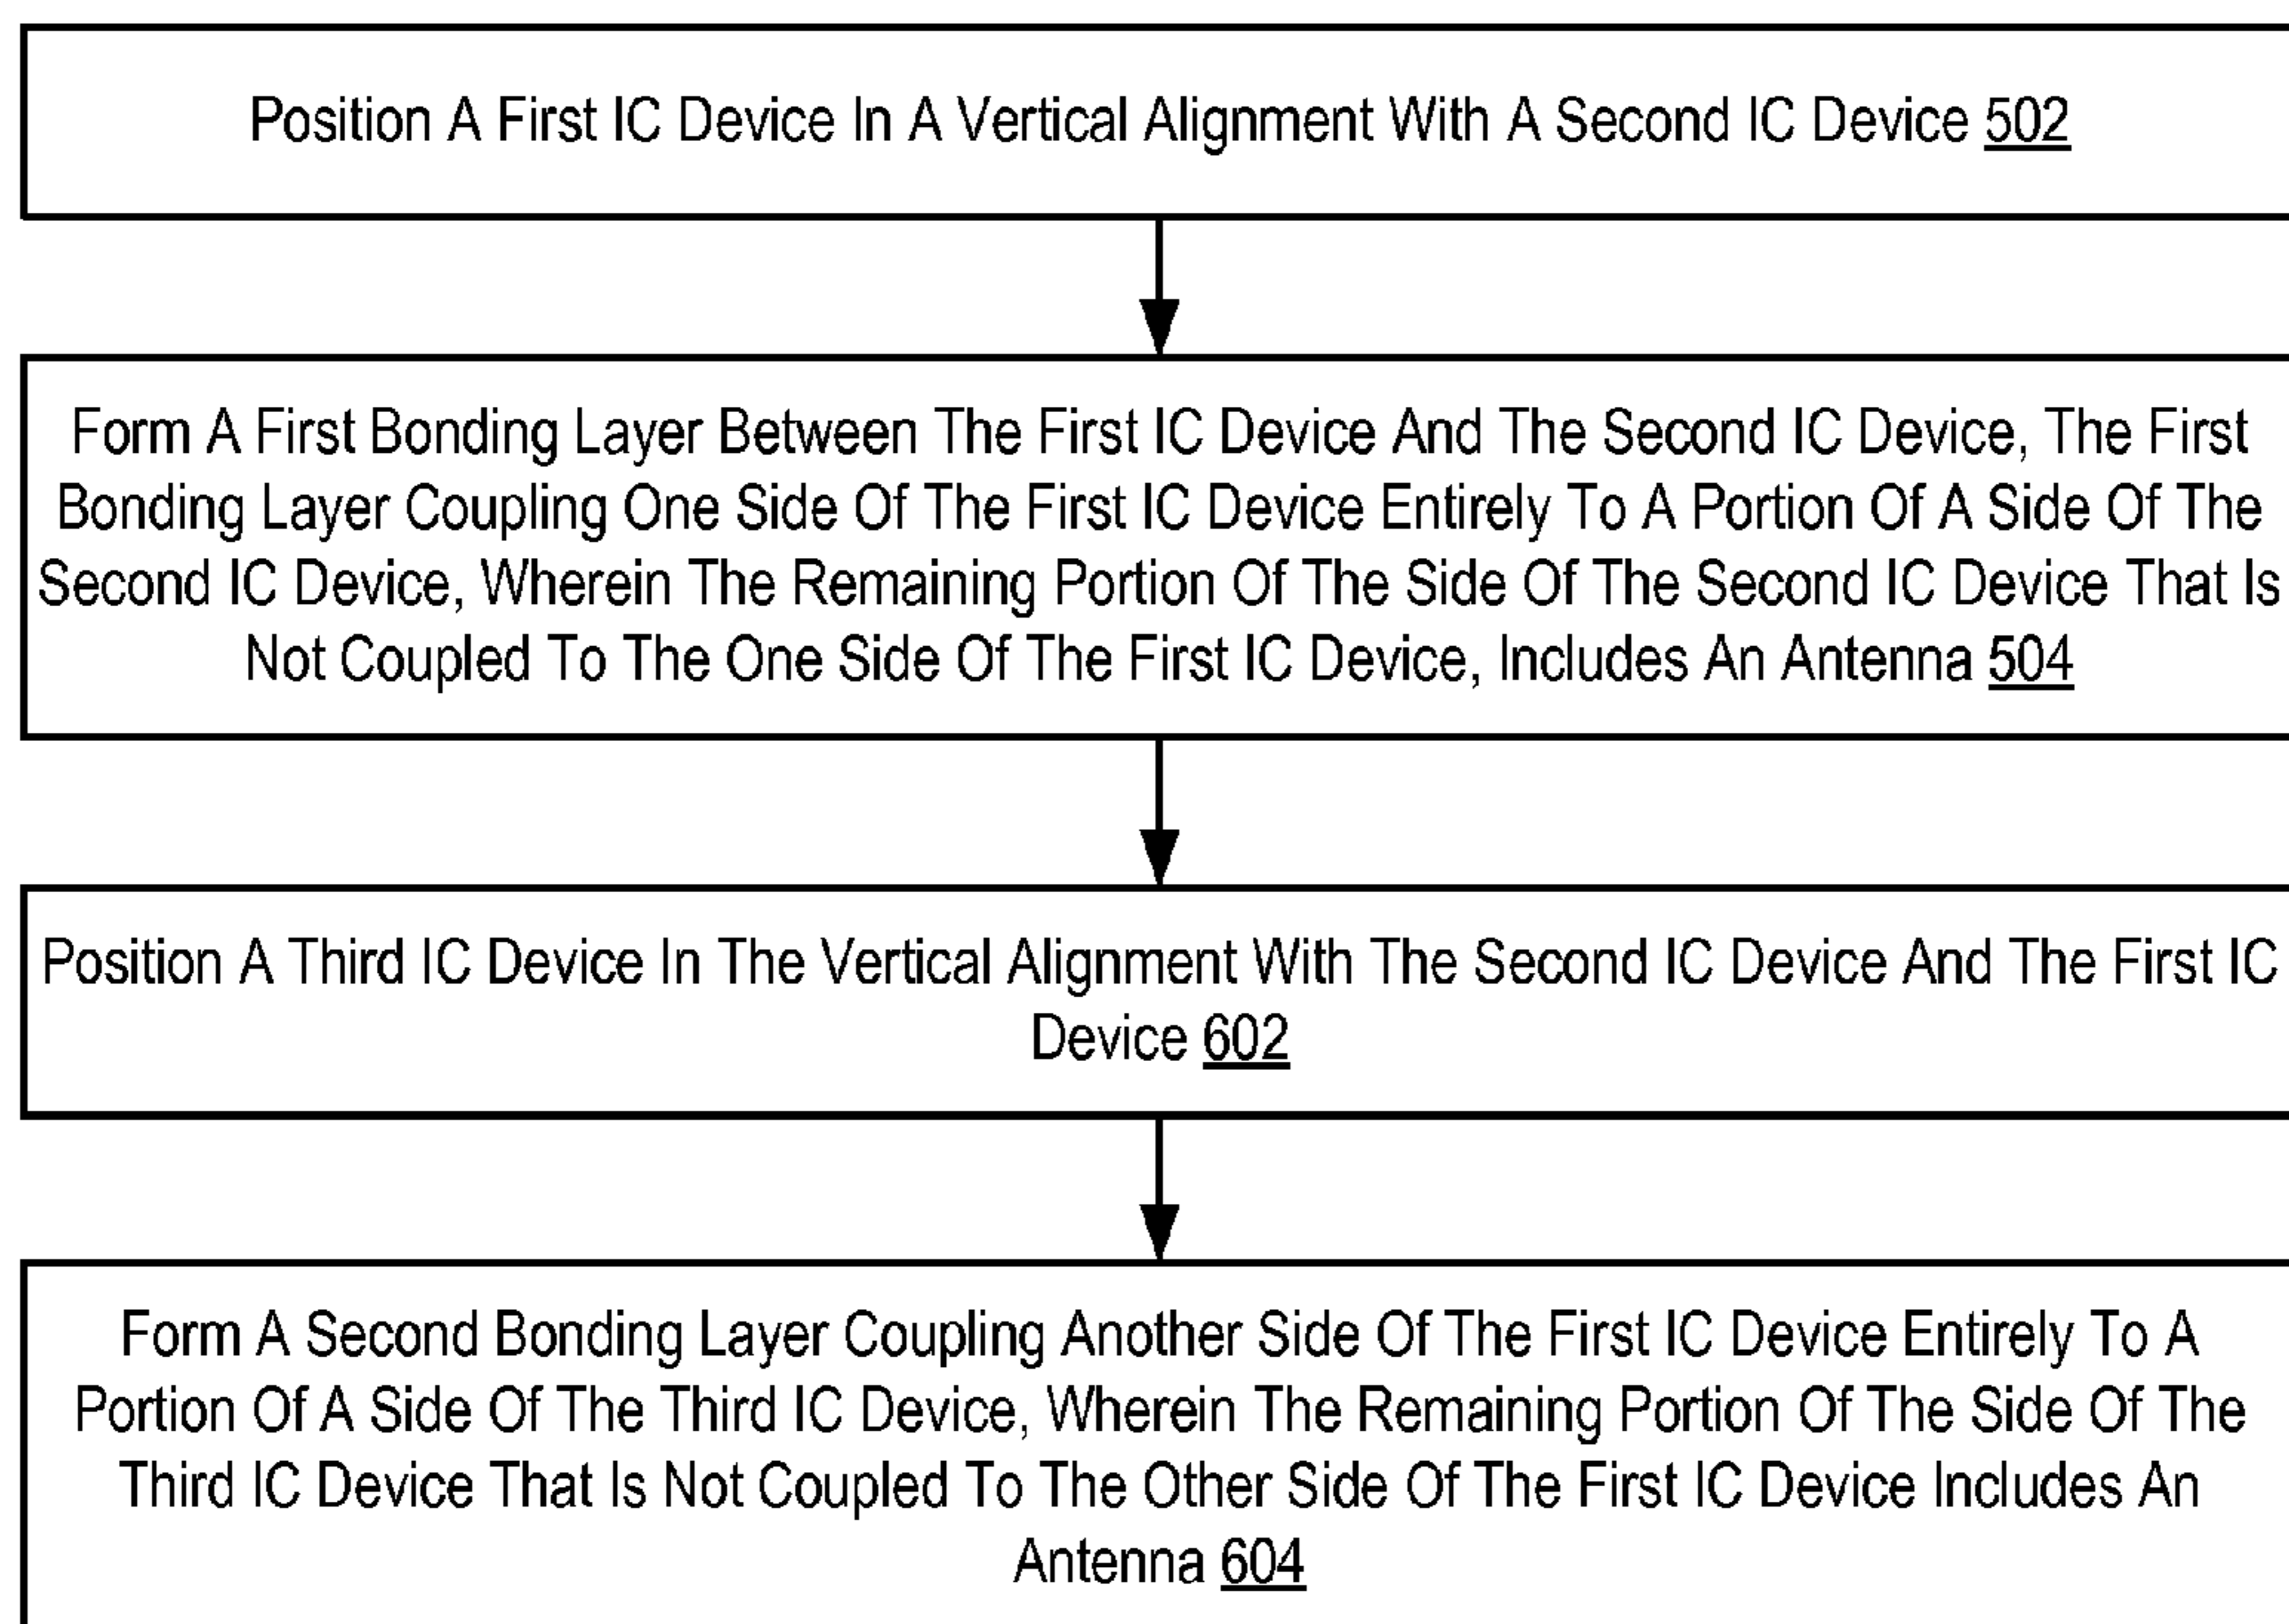 Position A First IC Device In A Vertical Alignment With A Second IC Device 502
Form A First Bonding Layer Between The First IC Device And The Second IC Device, The First
Bonding Layer Coupling One Side Of The First IC Device Entirely To A Portion Of A Side Of The
Second IC Device, Wherein The Remaining Portion Of The Side Of The Second IC Device That Is
Not Coupled To The One Side Of The First IC Device, Includes An Antenna 504
Position A Third IC Device In The Vertical Alignment With The Second IC Device And The First IC
Device 602
Form A Second Bonding Layer Coupling Another Side Of The First IC Device Entirely To A
Portion Of A Side Of The Third IC Device, Wherein The Remaining Portion Of The Side Of The
Third IC Device That Is Not Coupled To The Other Side Of The First IC Device Includes An
Antenna 604